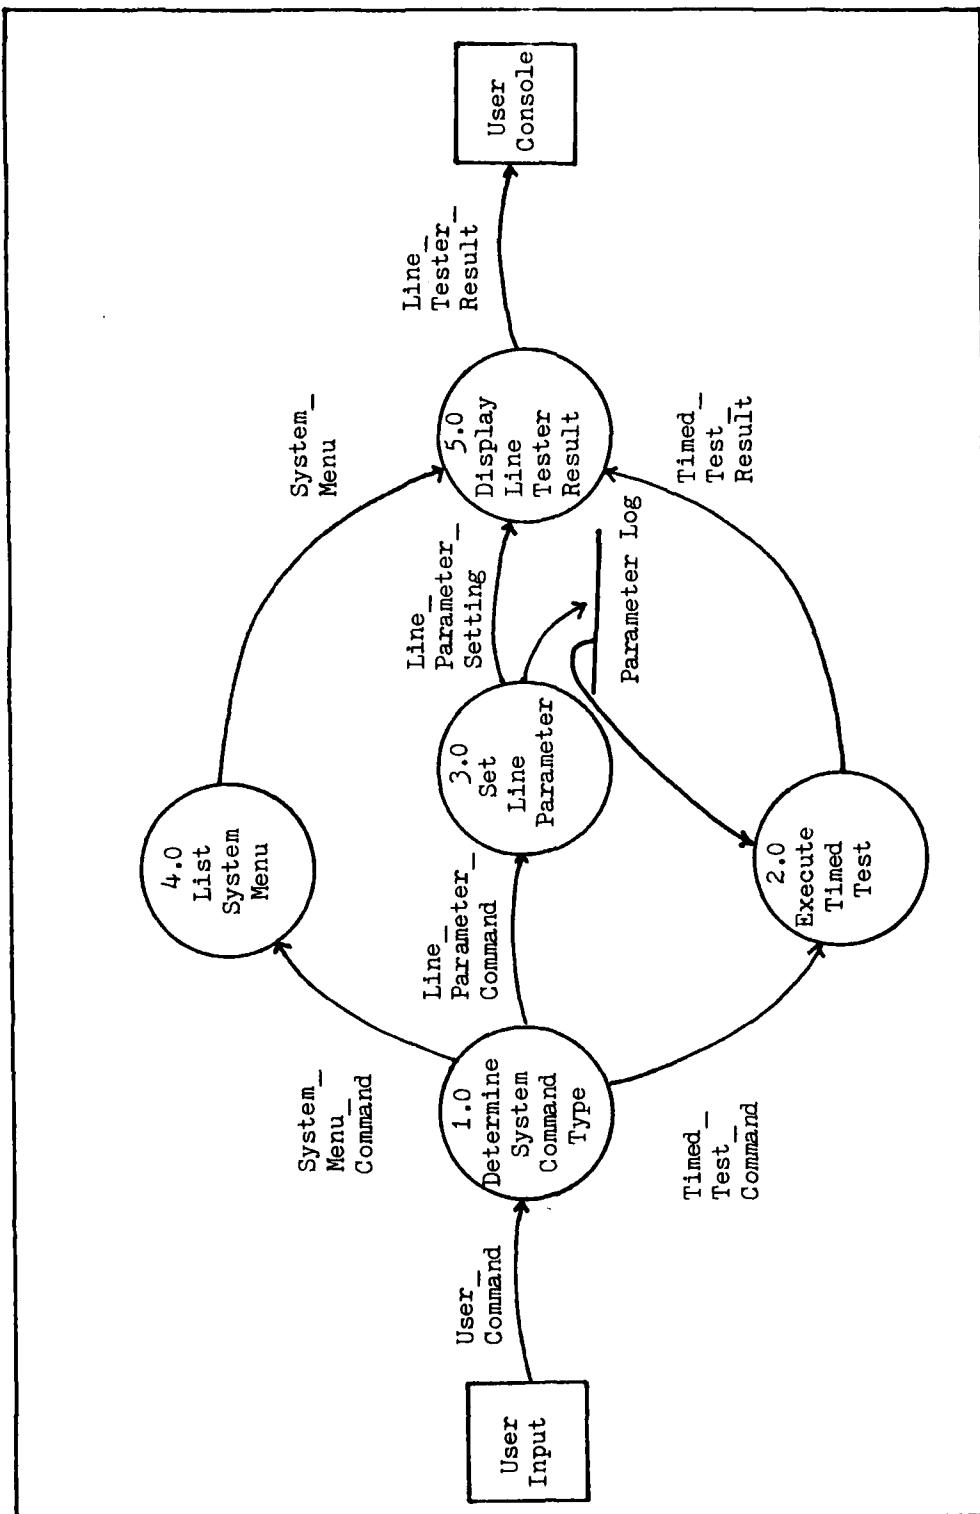 User
Input
User_
Command
1.0
Determine
System
Command
Type
System_
Menu_
Command
Line_
Parameter_
Command
Timed_
Test_
Command
4.0
List
System
Menu
3.0
Set
Line
Parameter
2.0
Execute
Timed
Test
System_
Menu
Line_
Parameter_
Setting
Parameter Log
Timed_
Test_
Result
5.0
Display
Line
Tester
Result
Line_
Tester_
Result
User
Console